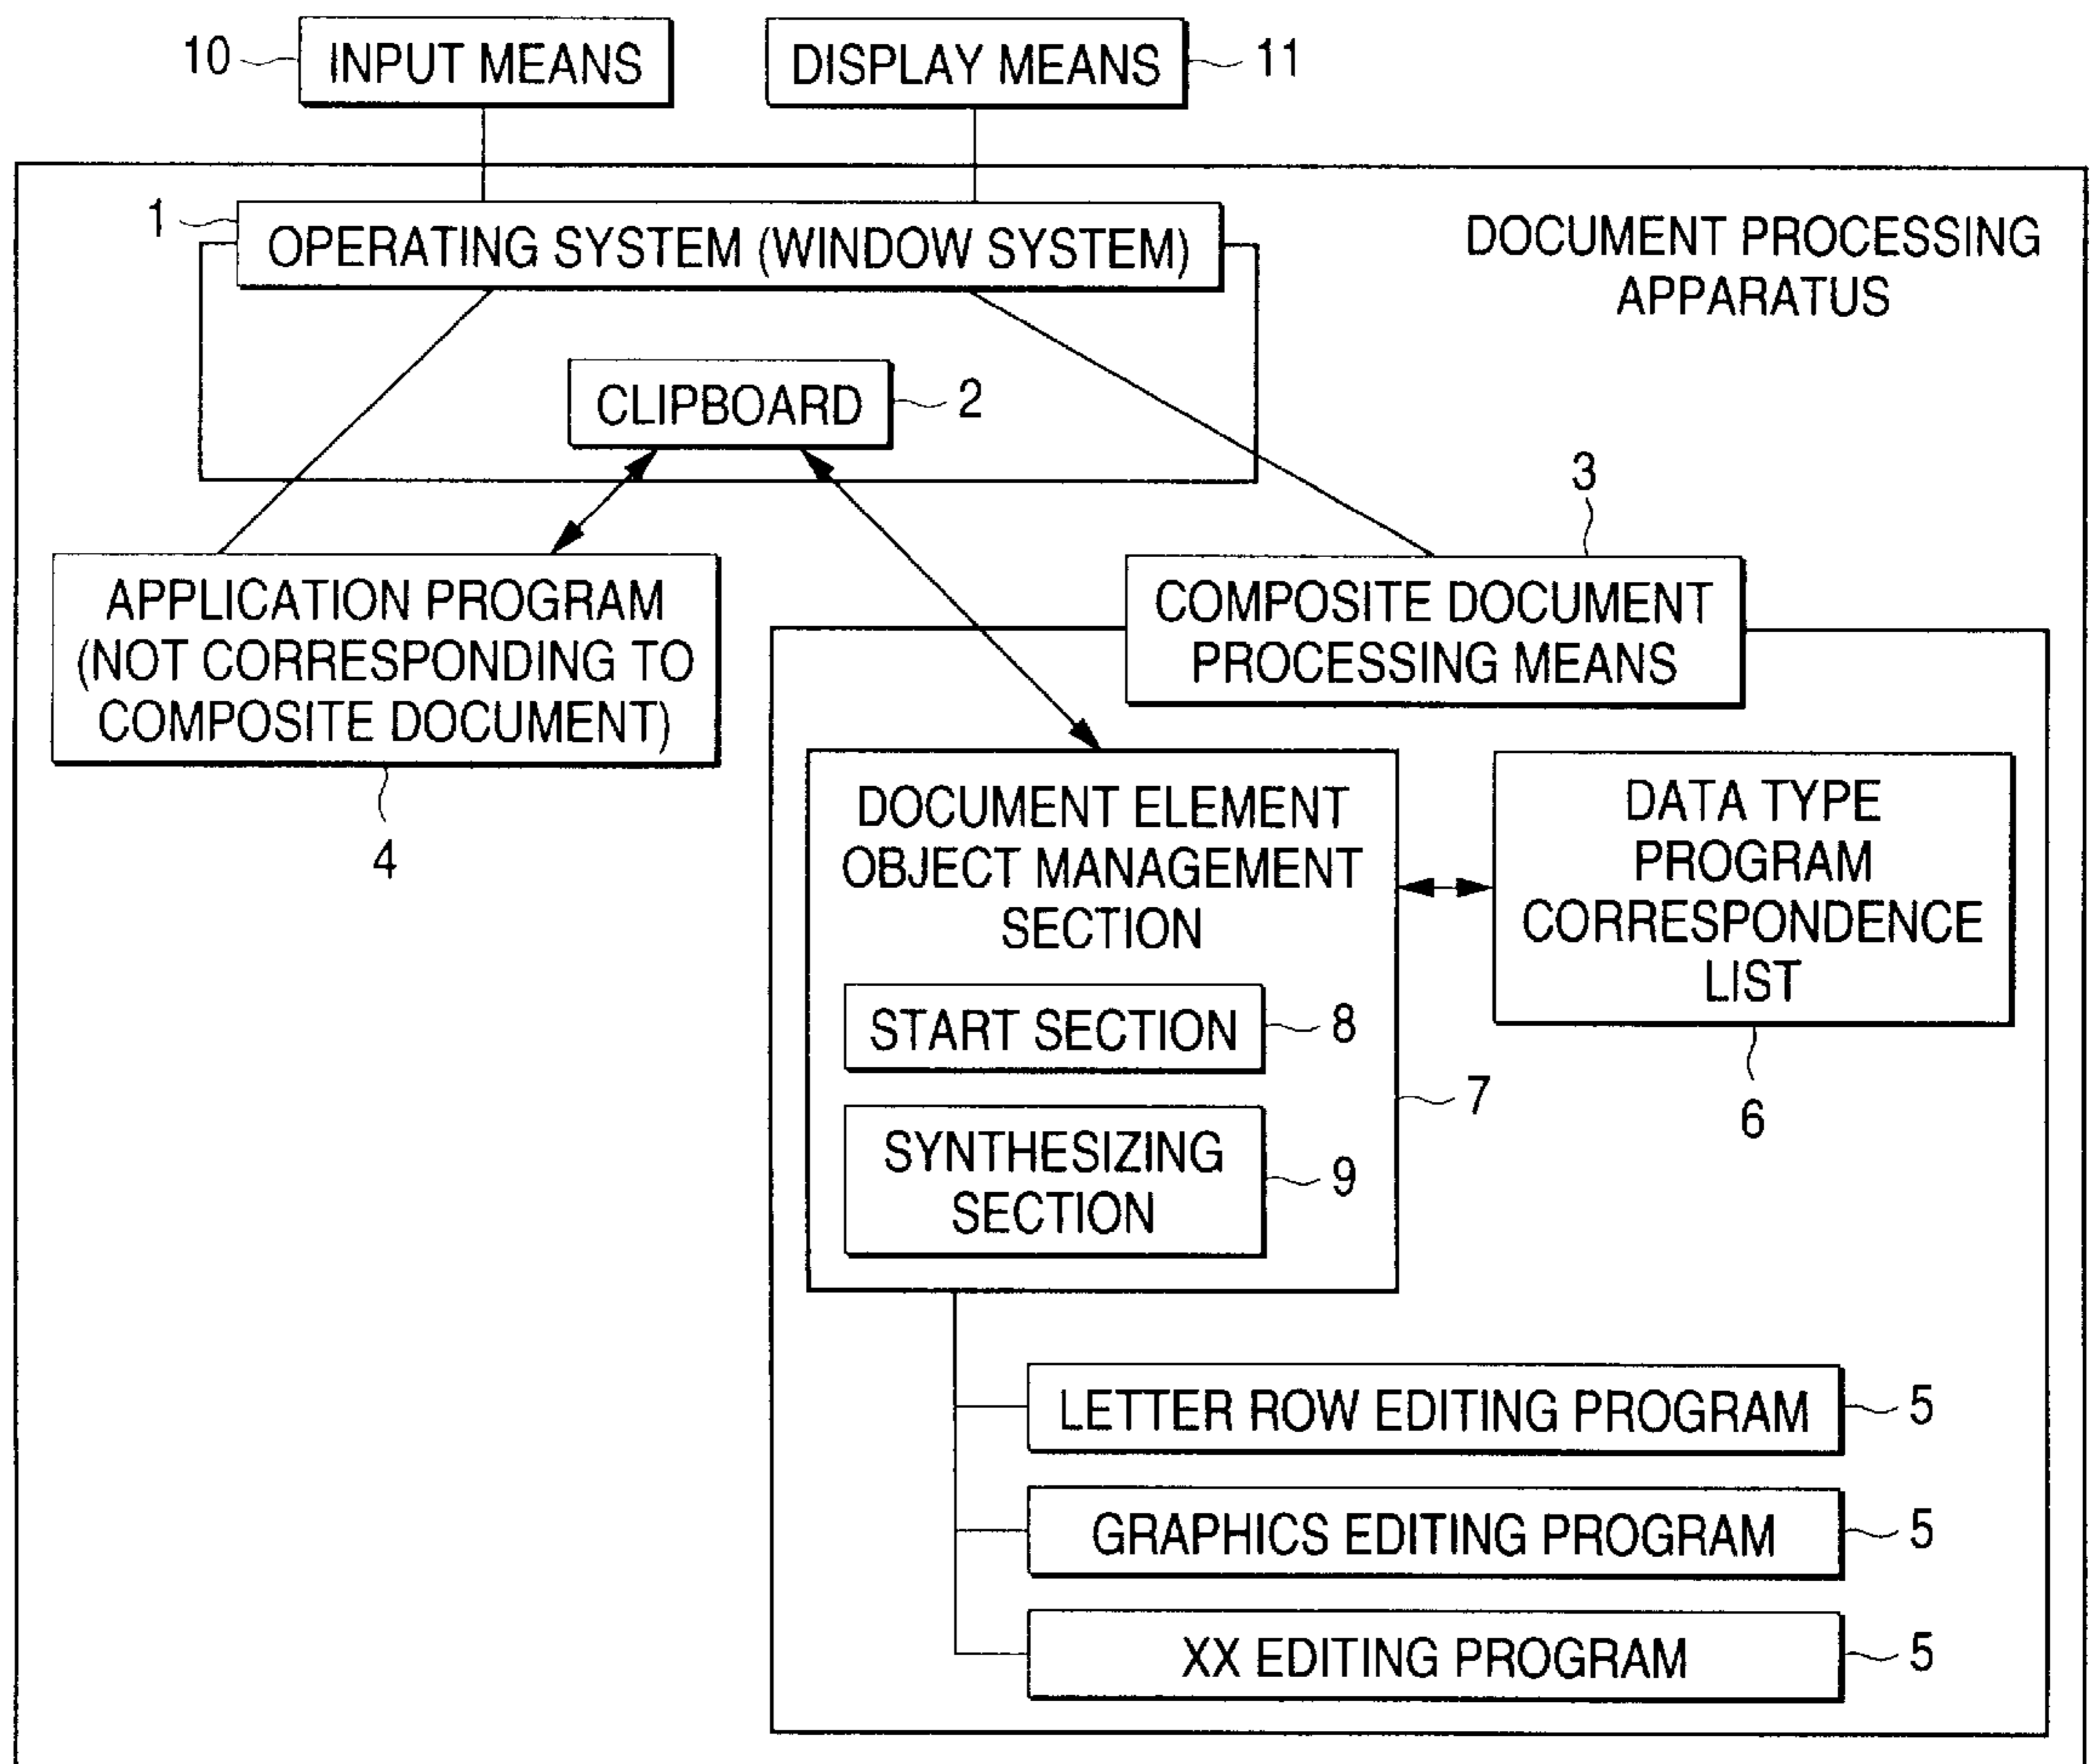 10
INPUT MEANS
DISPLAY MEANS
11
1
OPERATING SYSTEM (WINDOW SYSTEM)
DOCUMENT PROCESSING
APPARATUS
CLIPBOARD
2
3
APPLICATION PROGRAM
(NOT CORRESPONDING TO
COMPOSITE DOCUMENT)
4
COMPOSITE DOCUMENT
PROCESSING MEANS
DOCUMENT ELEMENT
OBJECT MANAGEMENT
SECTION
DATA TYPE
PROGRAM
CORRESPONDENCE
LIST
6
START SECTION
8
7
SYNTHESIZING
SECTION
9
LETTER ROW EDITING PROGRAM
5
GRAPHICS EDITING PROGRAM
5
XX EDITING PROGRAM
5